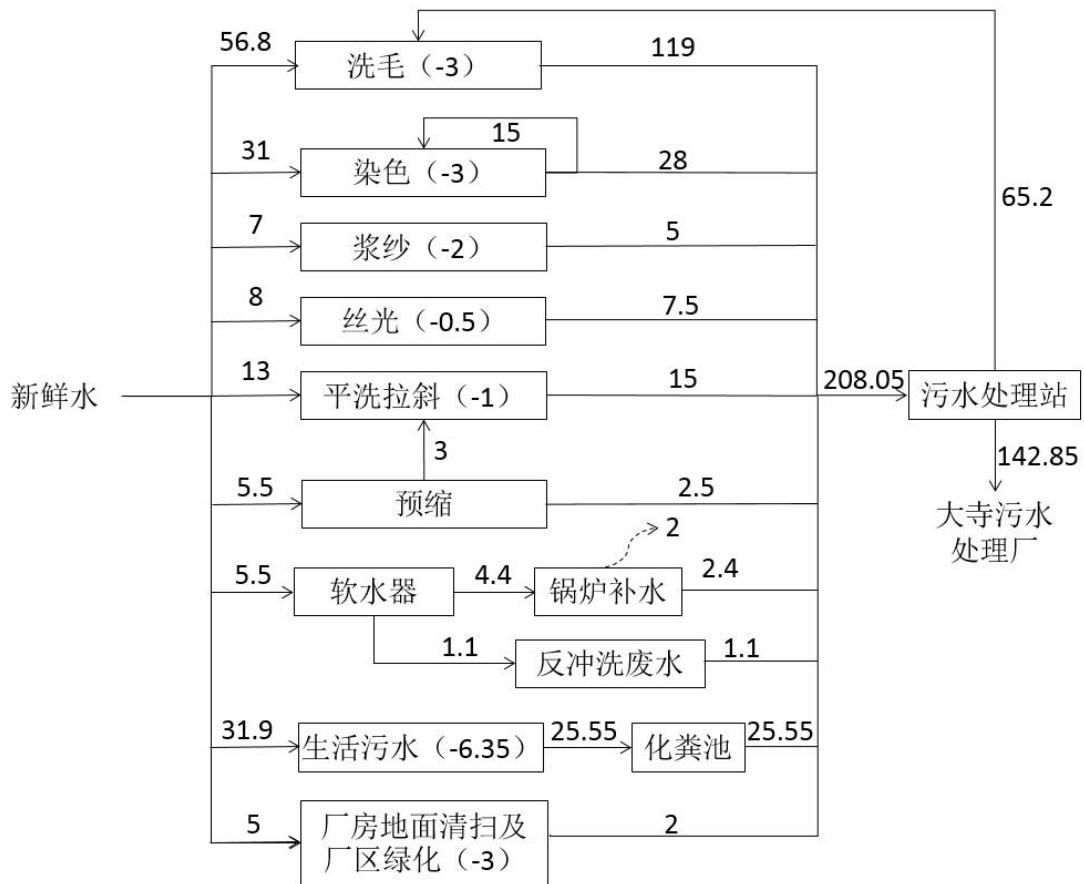 56.8
洗毛（-3）
119
31
15
染色（-3）
28
65.2
7
浆纱（-2）
5
8
丝光（-0.5）
7.5
新鲜水
13
平洗拉斜（-1）
15
208.05
污水处理站
3
142.85
5.5
预缩
2.5
大寺污水
处理厂
2
5.5
软水器
4.4
锅炉补水
2.4
1.1
反冲洗废水
1.1
31.9
生活污水（-6.35）
25.55
化粪池
25.55
5
厂房地面清扫及
厂区绿化（-3）
2